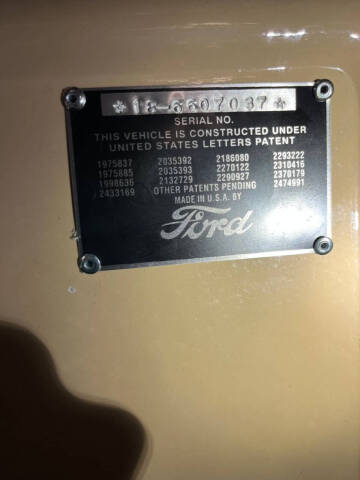 *18-6607037*
SERIAL NO.
THIS VEHICLE IS CONSTRUCTED UNDER
UNITED STATES LETTERS PATENT
1975837 2035392 2186080 2293222
1975885 2035393 2270122 2310416
1998636 2132729 2290927 2370179
2433169 OTHER PATENTS PENDING 2474991
MADE IN U.S.A. BY
Ford